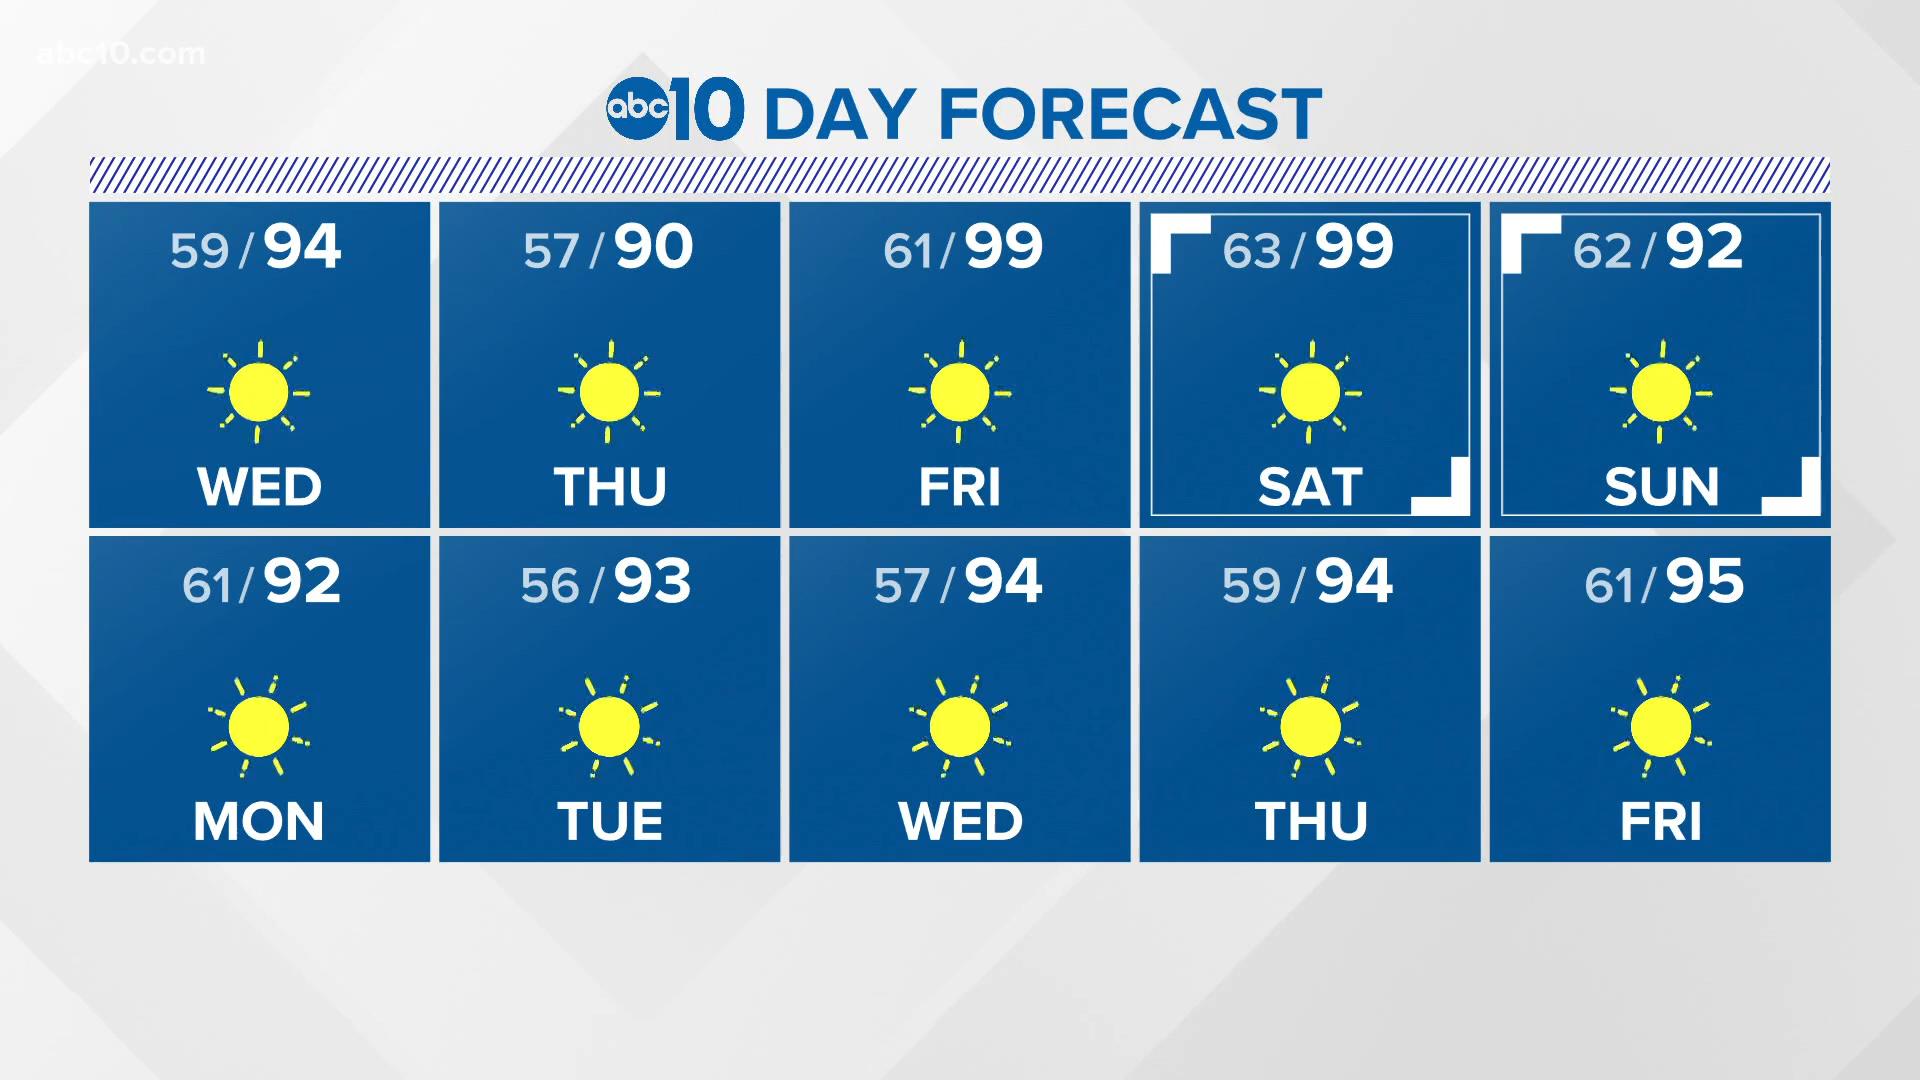 abc10.com
abc10 DAY FORECAST
59/94 57/90 61/99 63/99 62/92
WED THU FRI SAT SUN
61/92 56/93 57/94 59/94 61/95
MON TUE WED THU FRI